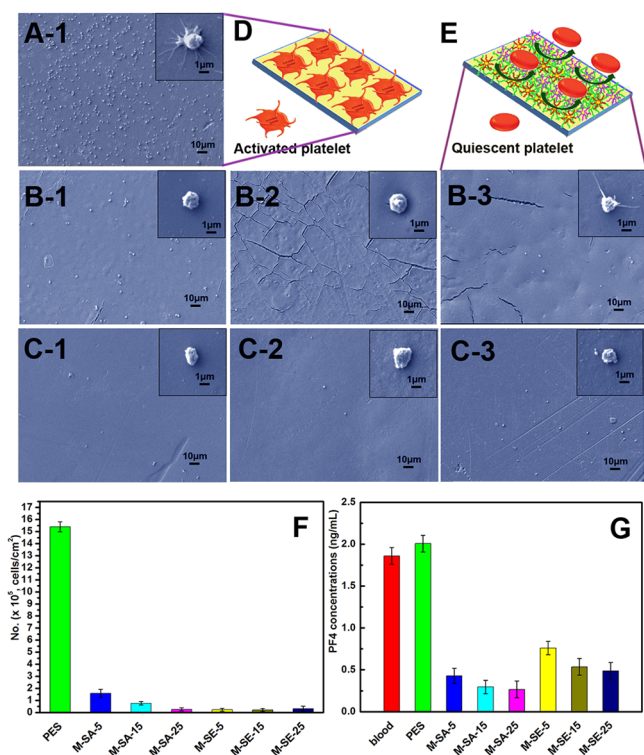 A-1
1µm
10µm
D
Activated platelet
E
Quiescent platelet
B-1
1µm
10µm
B-2
1µm
10µm
B-3
1µm
10µm
C-1
1µm
10µm
C-2
1µm
10µm
C-3
1µm
10µm
F
No. (x 10⁵, cells/cm²)
17
16
15
14
13
12
11
10
9
8
7
6
5
4
3
2
1
0
PES
M-SA-5
M-SA-15
M-SA-25
M-SE-5
M-SE-15
M-SE-25
G
PF4 concentrations (ng/mL)
2.5
2.0
1.5
1.0
0.5
0.0
blood
PES
M-SA-5
M-SA-15
M-SA-25
M-SE-5
M-SE-15
M-SE-25